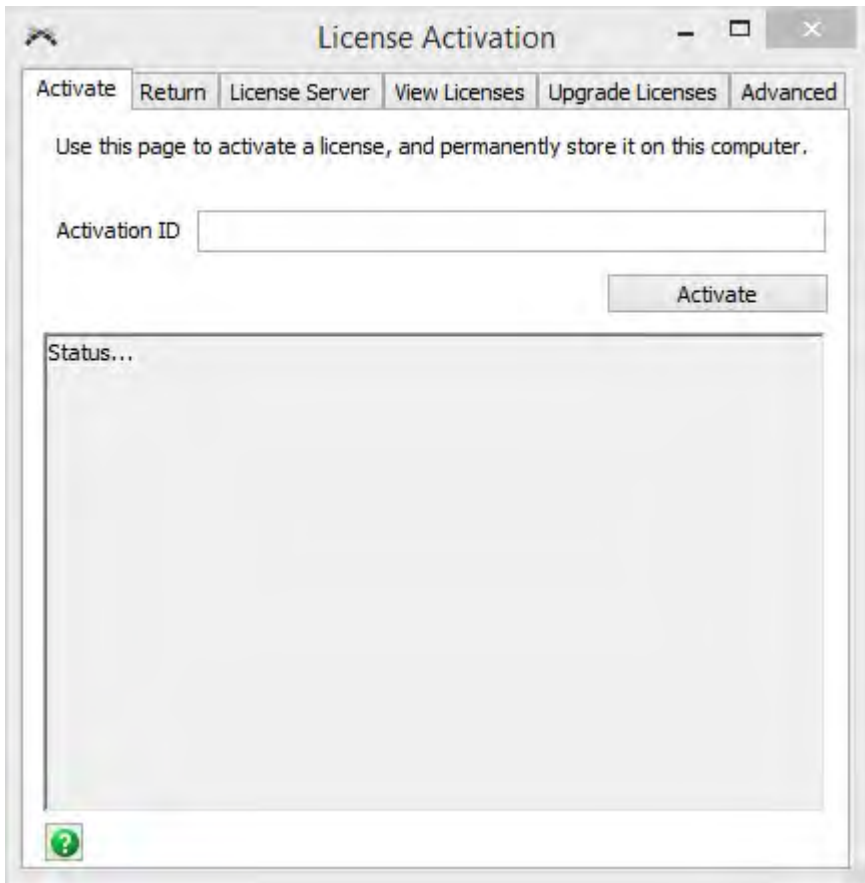 License Activation
Activate Return License Server View Licenses Upgrade Licenses Advanced
Use this page to activate a license, and permanently store it on this computer.
Activation ID
Activate
Status...
?